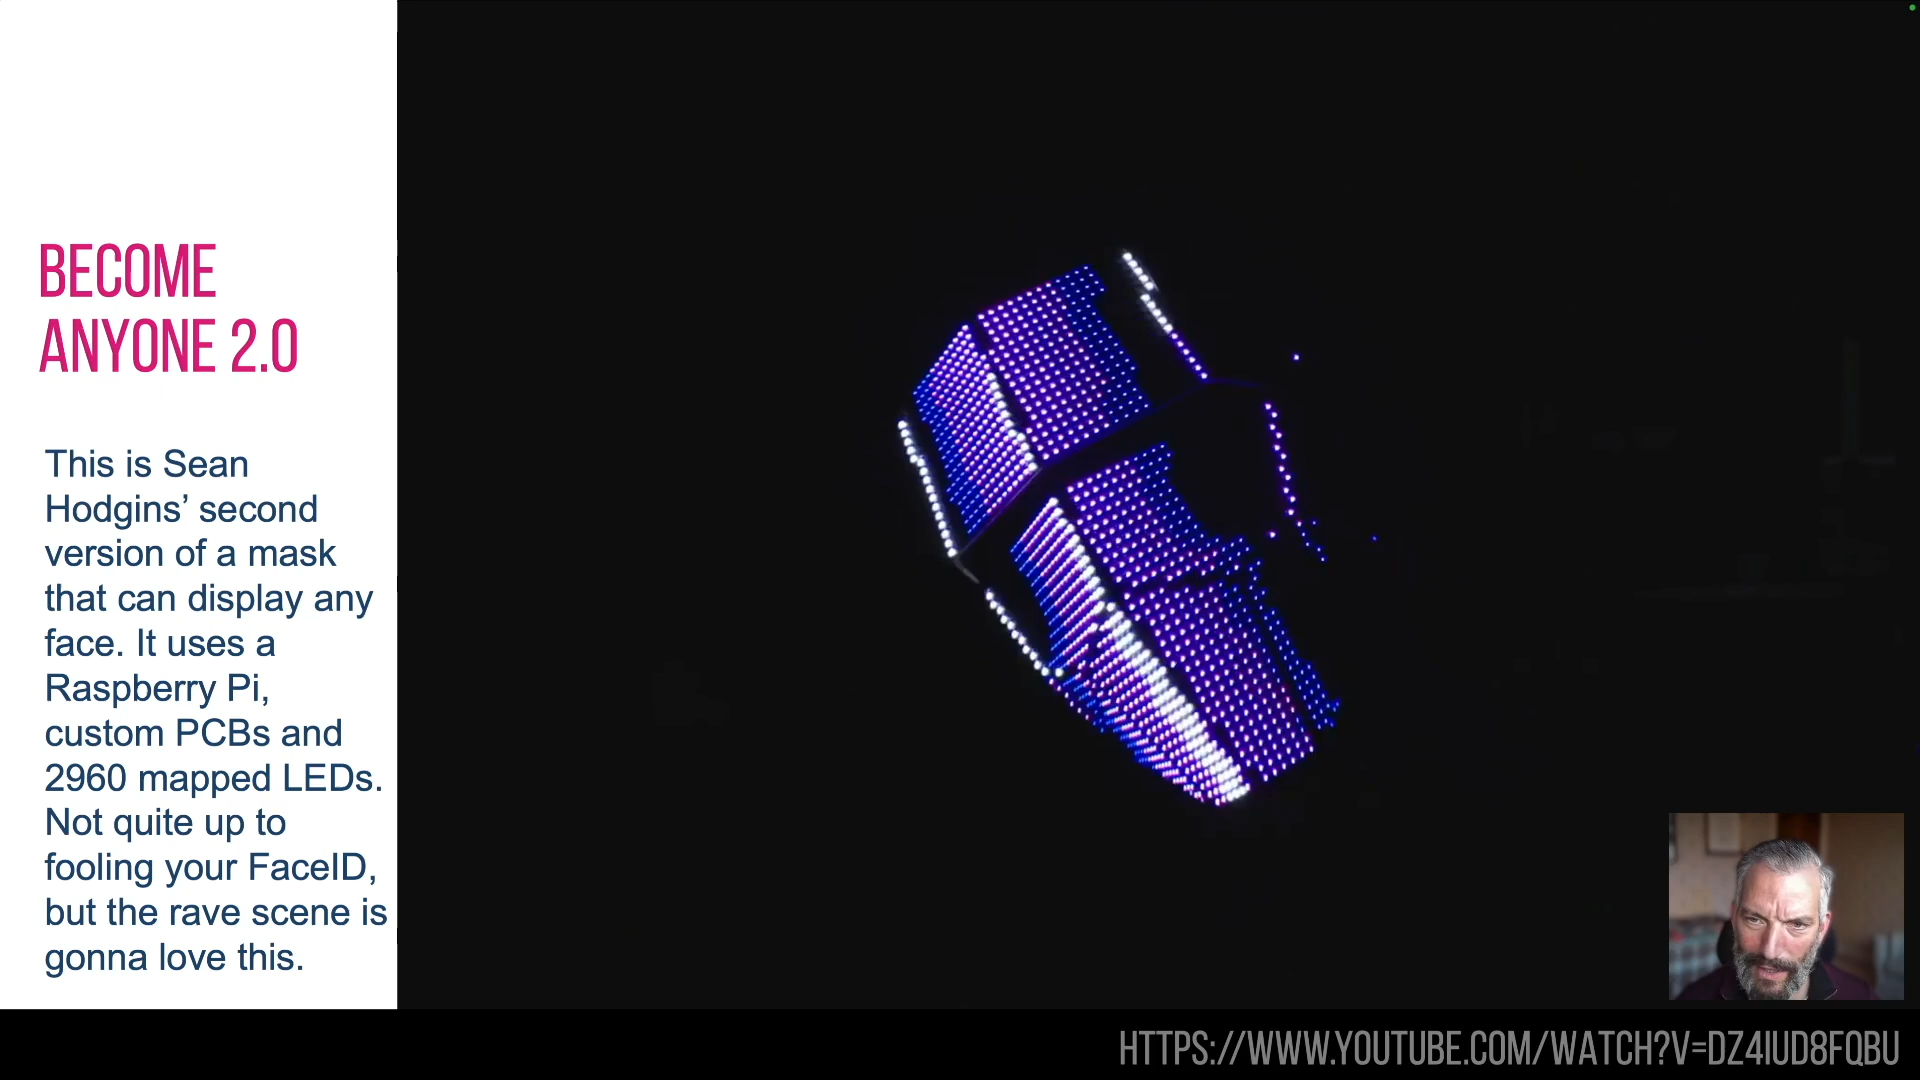 BECOME
ANYONE 2.0
This is Sean
Hodgins’ second
version of a mask
that can display any
face. It uses a
Raspberry Pi,
custom PCBs and
2960 mapped LEDs.
Not quite up to
fooling your FaceID,
but the rave scene is
gonna love this.
HTTPS://WWW.YOUTUBE.COM/WATCH?V=DZ4IUD8FQBU